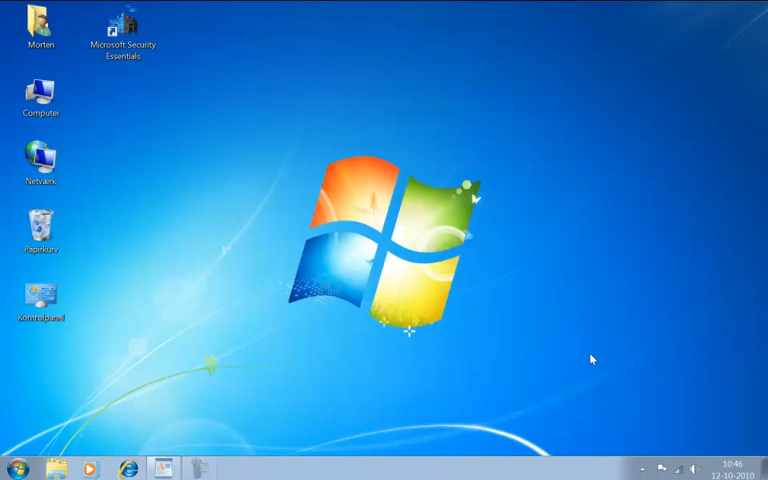 Morten
Microsoft Security
Essentials
Computer
Netværk
Papirkurv
Kontrolpanel
10:46
12-10-2010